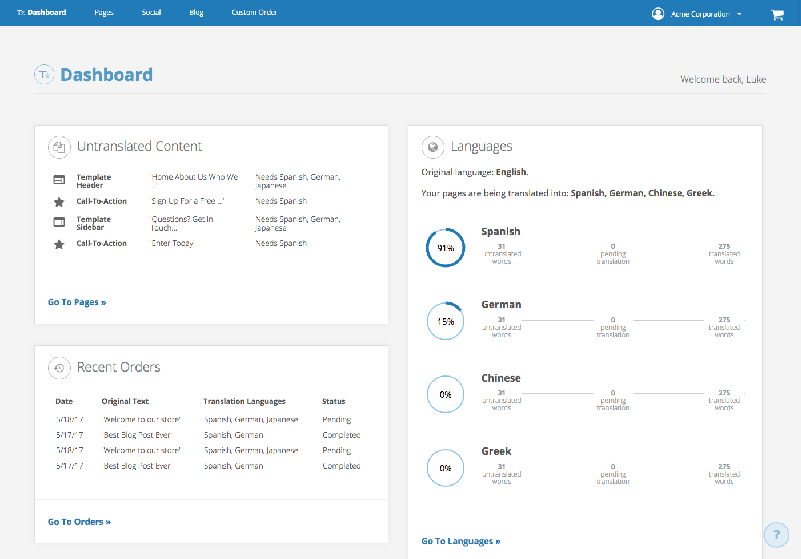 Tx Dashboard Pages Social Blog Custom Order Acme Corporation
Tx Dashboard
Welcome back, Luke
Untranslated Content
Template Header 'Home About Us Who We ...' Needs Spanish, German, Japanese
Call-To-Action 'Sign Up For a Free ...' Needs Spanish
Template Sidebar 'Questions? Get In Touch... Needs Spanish, German, Japanese
Call-To-Action 'Enter Today' Needs Spanish
Go To Pages »
Recent Orders
Date Original Text Translation Languages Status
5/18/17 'Welcome to our store' Spanish, German, Japanese Pending
5/17/17 'Best Blog Post Ever' Spanish, German Completed
5/18/17 'Welcome to our store' Spanish, German, Japanese Pending
5/17/17 'Best Blog Post Ever' Spanish, German Completed
Go To Orders »
Languages
Original language: English.
Your pages are being translated into: Spanish, German, Chinese, Greek.
Spanish
91% 31 untranslated words 0 pending translation 275 translated words
German
15% 31 untranslated words 0 pending translation 275 translated words
Chinese
0% 31 untranslated words 0 pending translation 275 translated words
Greek
0% 31 untranslated words 0 pending translation 275 translated words
Go To Languages »
?